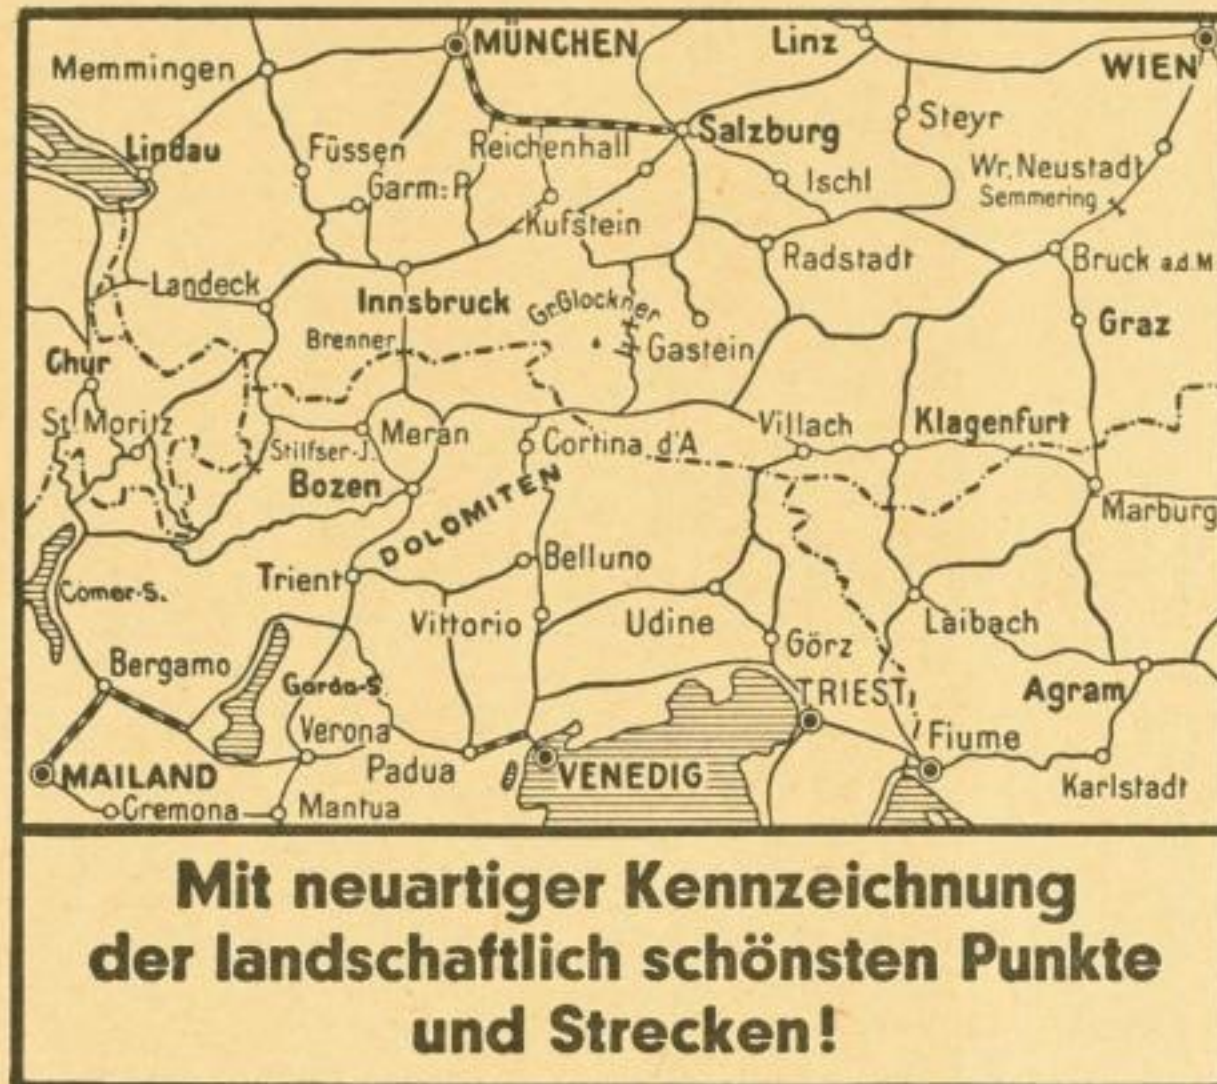 MÜNCHEN
Linz
WIEN
Memmingen
Steyr
Salzburg
Lindau
Füssen
Reichenhall
Garm: P.
Ischl
Wr. Neustadt
Semmering
Kufstein
Radstadt
Bruck a.d.M
Landeck
Innsbruck
Gr. Glockner
Graz
Brenner
Gastein
Chur
St. Moritz
Meran
Stilfser-J.
Bozen
Cortina d'A
Villach
Klagenfurt
Marburg
DOLOMITEN
Trient
Belluno
Comer-S.
Vittorio
Udine
Görz
Laibach
Bergamo
Garda-S
TRIEST
Agram
Verona
Fiume
MAILAND
Padua
VENEDIG
Karlstadt
Cremona
Mantua
Mit neuartiger Kennzeichnung
der landschaftlich schönsten Punkte
und Strecken!